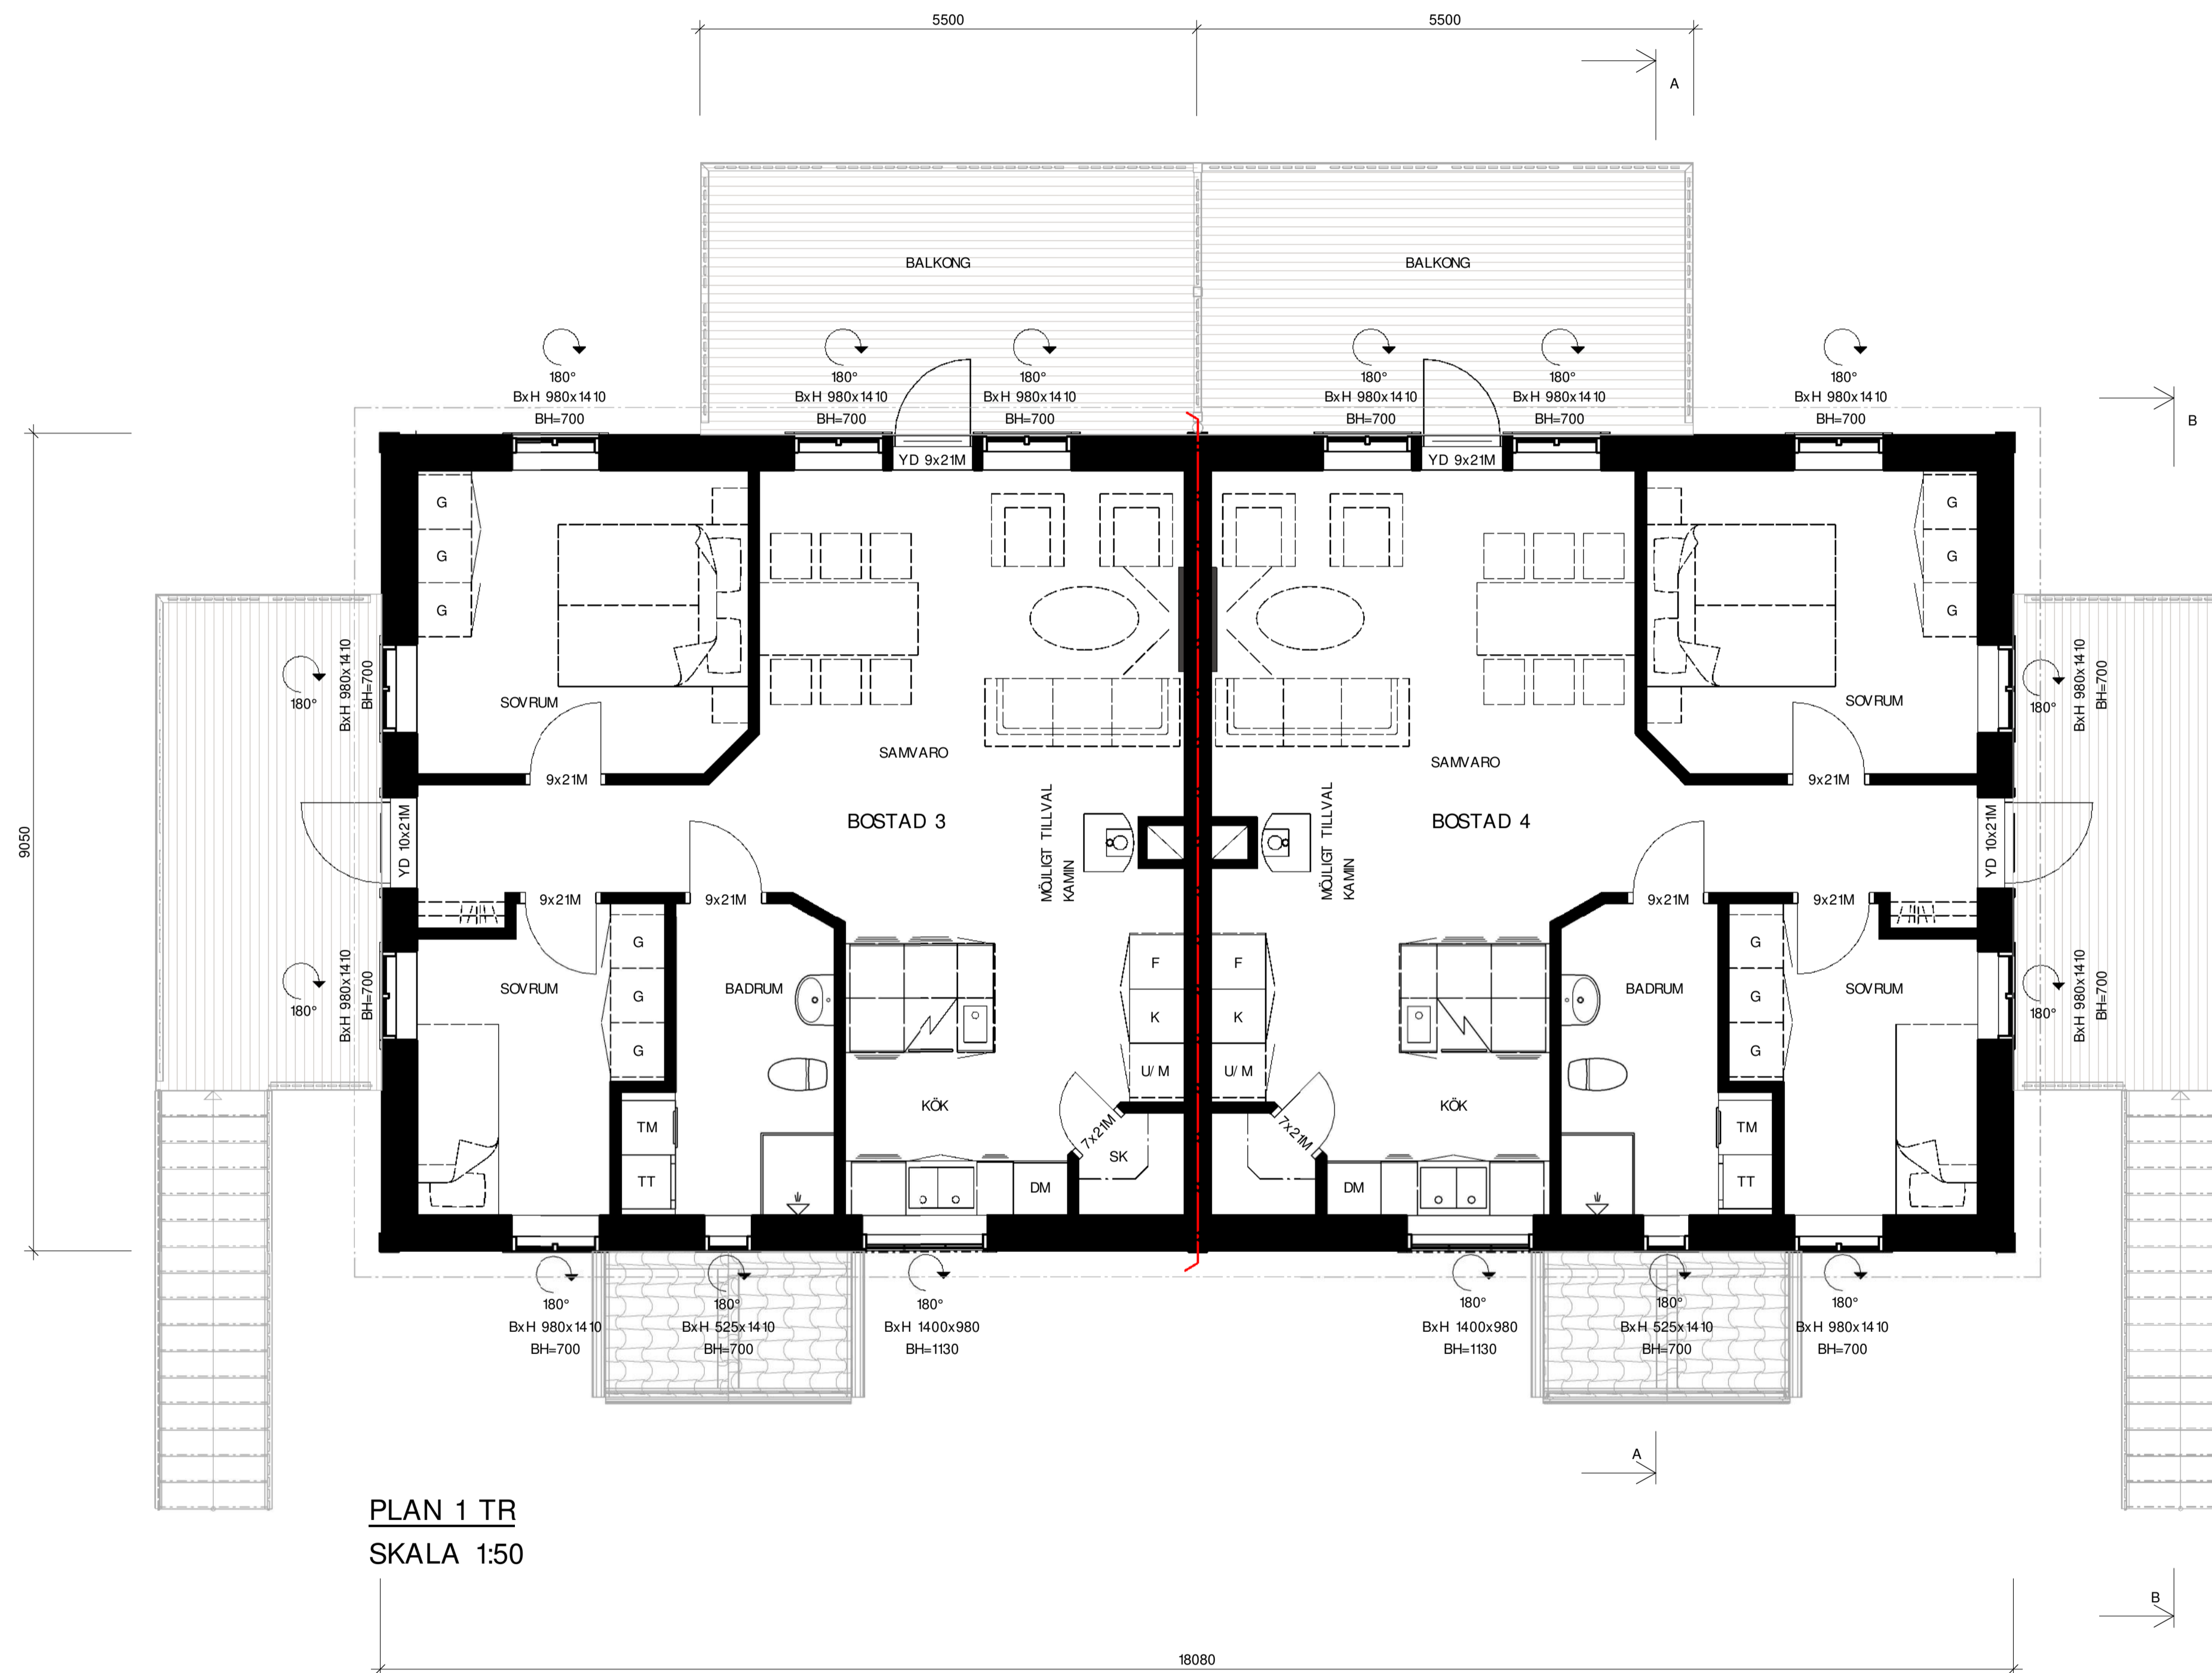 5500
5500
A
BALKONG
BALKONG
180°
BxH 980x1410
BH=700
180°
BxH 980x1410
BH=700
180°
BxH 980x1410
BH=700
180°
BxH 980x1410
BH=700
180°
BxH 980x1410
BH=700
180°
BxH 980x1410
BH=700
B
YD 9x21M
YD 9x21M
G
G
G
G
G
G
180°
BxH 980x1410
BH=700
SOVRUM
SOVRUM
180°
BxH 980x1410
BH=700
SAMVARO
SAMVARO
9x21M
9x21M
9050
YD 10x21M
BOSTAD 3
MÖJLIGT TILLVAL
KAMIN
MÖJLIGT TILLVAL
KAMIN
BOSTAD 4
YD 10x21M
9x21M
9x21M
9x21M
9x21M
180°
BxH 980x1410
BH=700
SOVRUM
G
G
G
BADRUM
F
K
U/M
F
K
U/M
BADRUM
G
G
G
SOVRUM
180°
BxH 980x1410
BH=700
KÖK
KÖK
TM
TT
7x21M
SK
DM
7x21M
DM
TM
TT
180°
BxH 980x1410
BH=700
180°
BxH 525x1410
BH=700
180°
BxH 1400x980
BH=1130
180°
BxH 1400x980
BH=1130
180°
BxH 525x1410
BH=700
180°
BxH 980x1410
BH=700
A
PLAN 1 TR
SKALA 1:50
B
18080